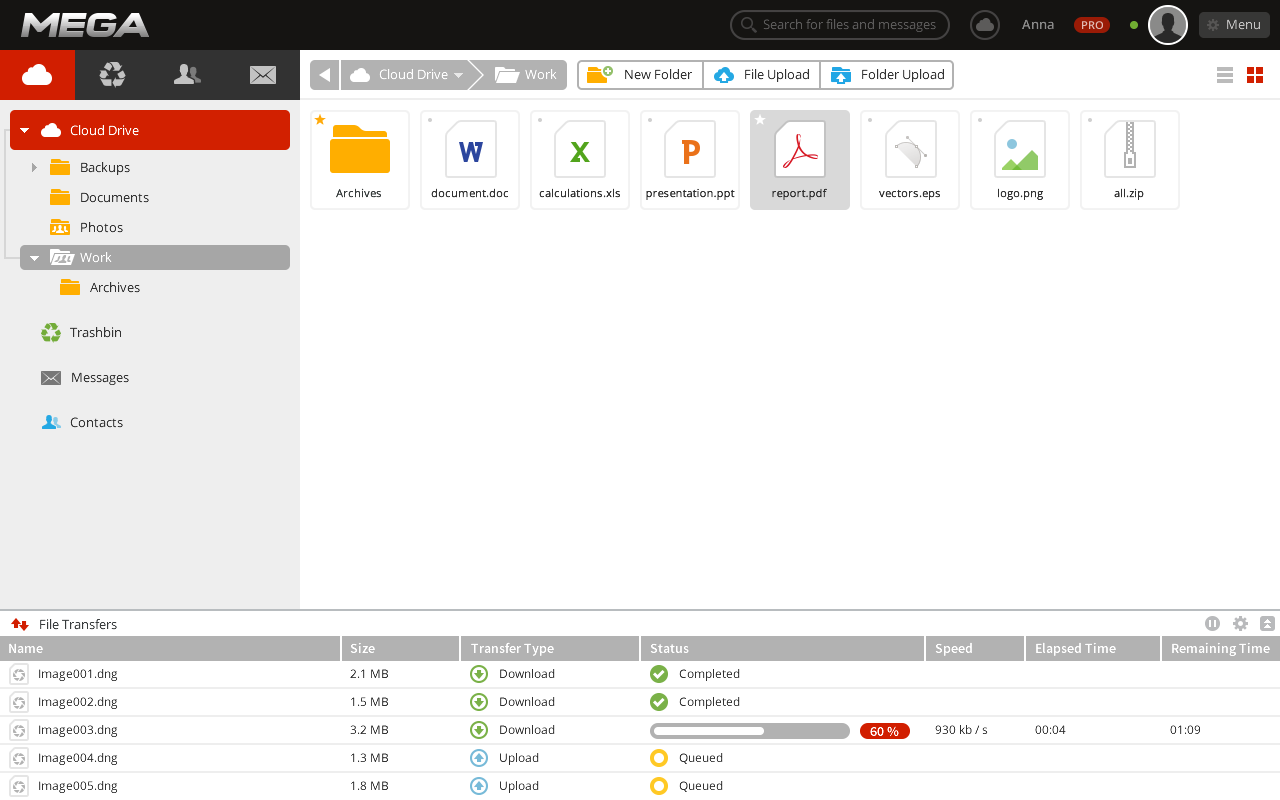 MEGA
Search for files and messages
Anna
PRO
Menu
Cloud Drive
Work
New Folder
File Upload
Folder Upload
Cloud Drive
Backups
Documents
Photos
Work
Archives
Trashbin
Messages
Contacts
Archives
W
document.doc
X
calculations.xls
P
presentation.ppt
report.pdf
vectors.eps
logo.png
all.zip
File Transfers
Name Size Transfer Type Status Speed Elapsed Time Remaining Time
Image001.dng 2.1 MB Download Completed
Image002.dng 1.5 MB Download Completed
Image003.dng 3.2 MB Download 60 % 930 kb / s 00:04 01:09
Image004.dng 1.3 MB Upload Queued
Image005.dng 1.8 MB Upload Queued